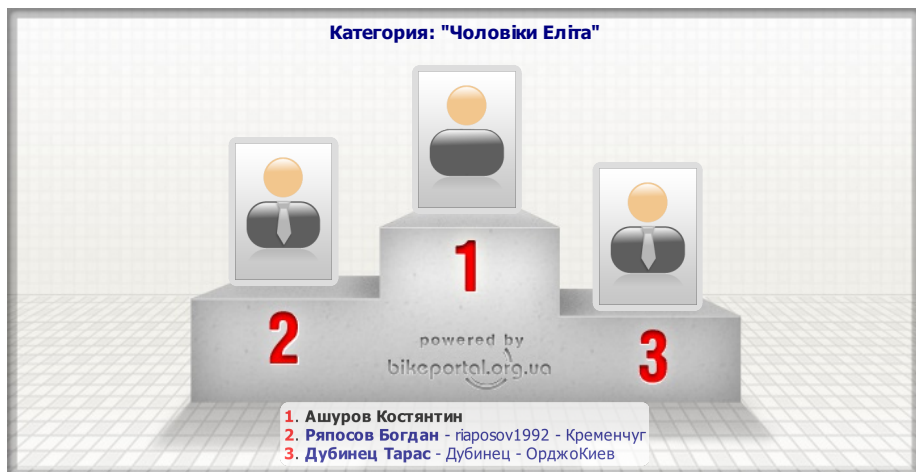 Категория: "Чоловіки Еліта"
1
2
3
powered by
bikeportal.org.ua
1. Ашуров Костянтин
2. Ряпосов Богдан - riaposov1992 - Кременчуг
3. Дубинец Тарас - Дубинец - ОрджоКиев